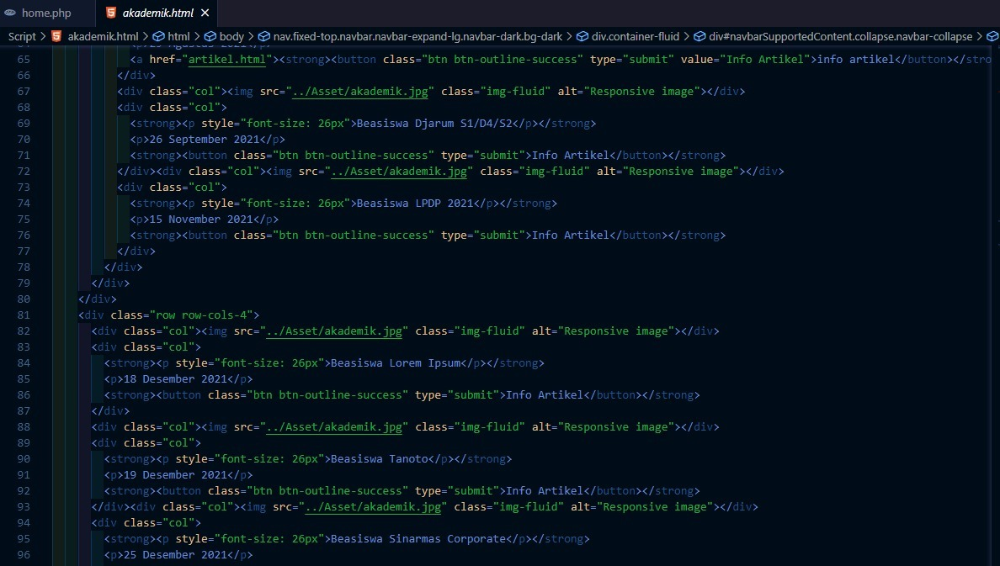 home.php akademik.html
Script > akademik.html > html > body > nav.fixed-top.navbar.navbar-expand-lg.navbar-dark.bg-dark > div.container-fluid > div#navbarSupportedContent.collapse.navbar-collapse >
65 <a href="artikel.html"><strong><button class="btn btn-outline-success" type="submit" value="Info Artikel">info artikel</button></stro
66 </div>
67 <div class="col"><img src="../Asset/akademik.jpg" class="img-fluid" alt="Responsive image"></div>
68 <div class="col">
69 <strong><p style="font-size: 26px">Beasiswa Djarum S1/D4/S2</p></strong>
70 <p>26 September 2021</p>
71 <strong><button class="btn btn-outline-success" type="submit">Info Artikel</button></strong>
72 </div><div class="col"><img src="../Asset/akademik.jpg" class="img-fluid" alt="Responsive image"></div>
73 <div class="col">
74 <strong><p style="font-size: 26px">Beasiswa LPDP 2021</p></strong>
75 <p>15 November 2021</p>
76 <strong><button class="btn btn-outline-success" type="submit">Info Artikel</button></strong>
77 </div>
78 </div>
79 </div>
80 </div>
81 <div class="row row-cols-4">
82 <div class="col"><img src="../Asset/akademik.jpg" class="img-fluid" alt="Responsive image"></div>
83 <div class="col">
84 <strong><p style="font-size: 26px">Beasiswa Lorem Ipsum</p></strong>
85 <p>18 Desember 2021</p>
86 <strong><button class="btn btn-outline-success" type="submit">Info Artikel</button></strong>
87 </div>
88 <div class="col"><img src="../Asset/akademik.jpg" class="img-fluid" alt="Responsive image"></div>
89 <div class="col">
90 <strong><p style="font-size: 26px">Beasiswa Tanoto</p></strong>
91 <p>19 Desember 2021</p>
92 <strong><button class="btn btn-outline-success" type="submit">Info Artikel</button></strong>
93 </div><div class="col"><img src="../Asset/akademik.jpg" class="img-fluid" alt="Responsive image"></div>
94 <div class="col">
95 <strong><p style="font-size: 26px">Beasiswa Sinarmas Corporate</p></strong>
96 <p>25 Desember 2021</p>